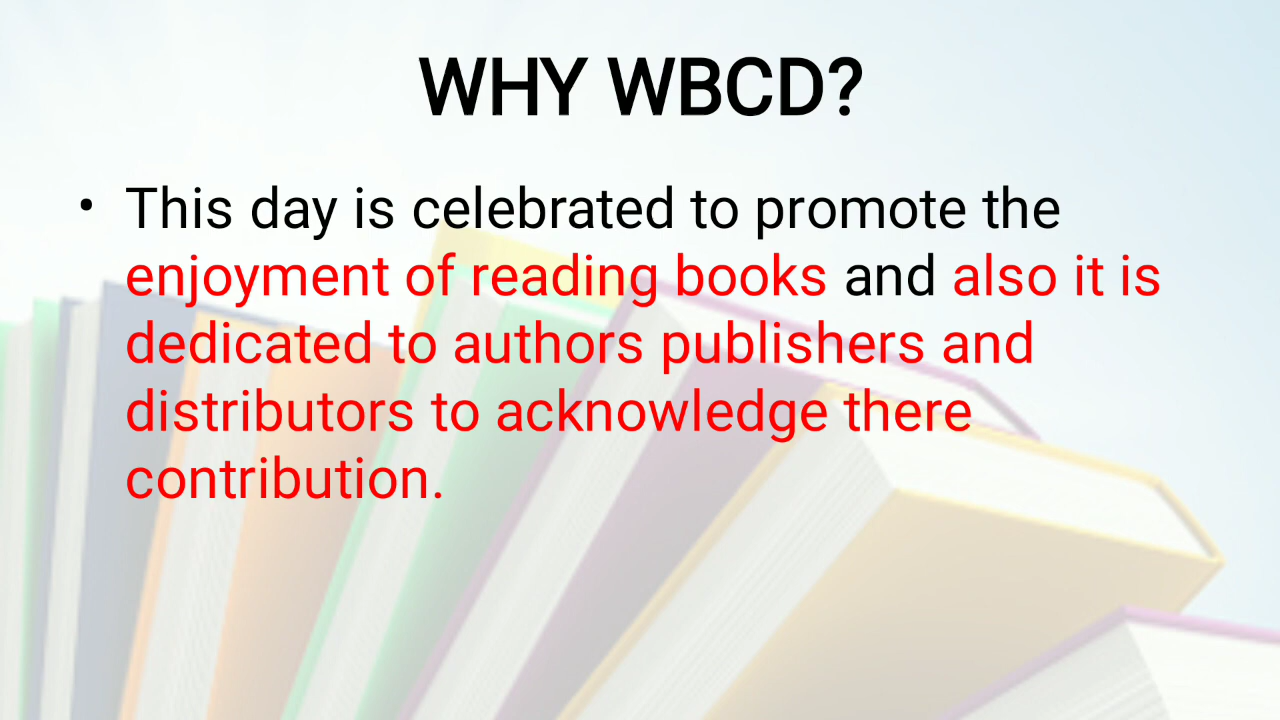 WHY WBCD?
• This day is celebrated to promote the
enjoyment of reading books and also it is
dedicated to authors publishers and
distributors to acknowledge there
contribution.